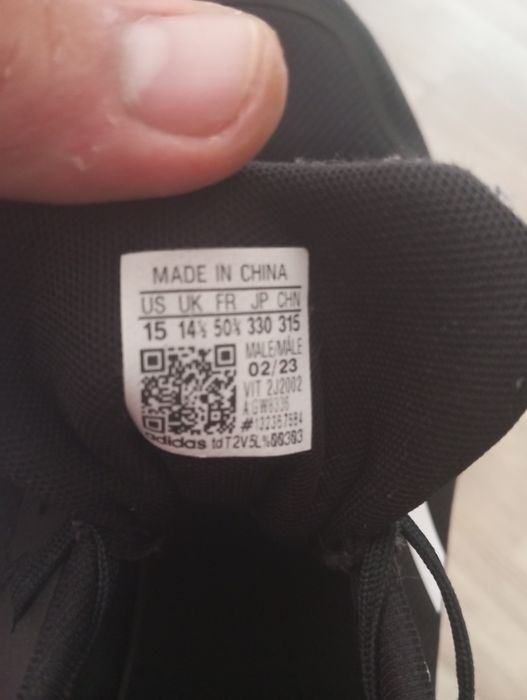 MADE IN CHINA
US UK FR JP CHN
15 14½ 50⅔ 330 315
MALE/MÂLE
02/23
VIT 2J2002
#132367584
adidas